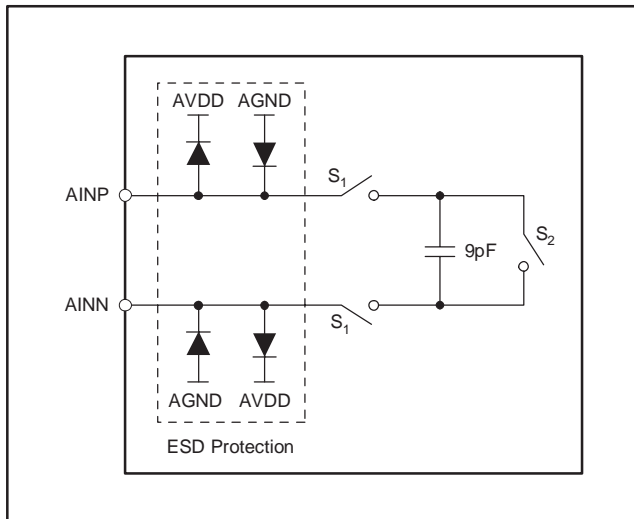 AVDD AGND
S₁
AINP
S₂
9pF
AINN
S₁
AGND AVDD
ESD Protection